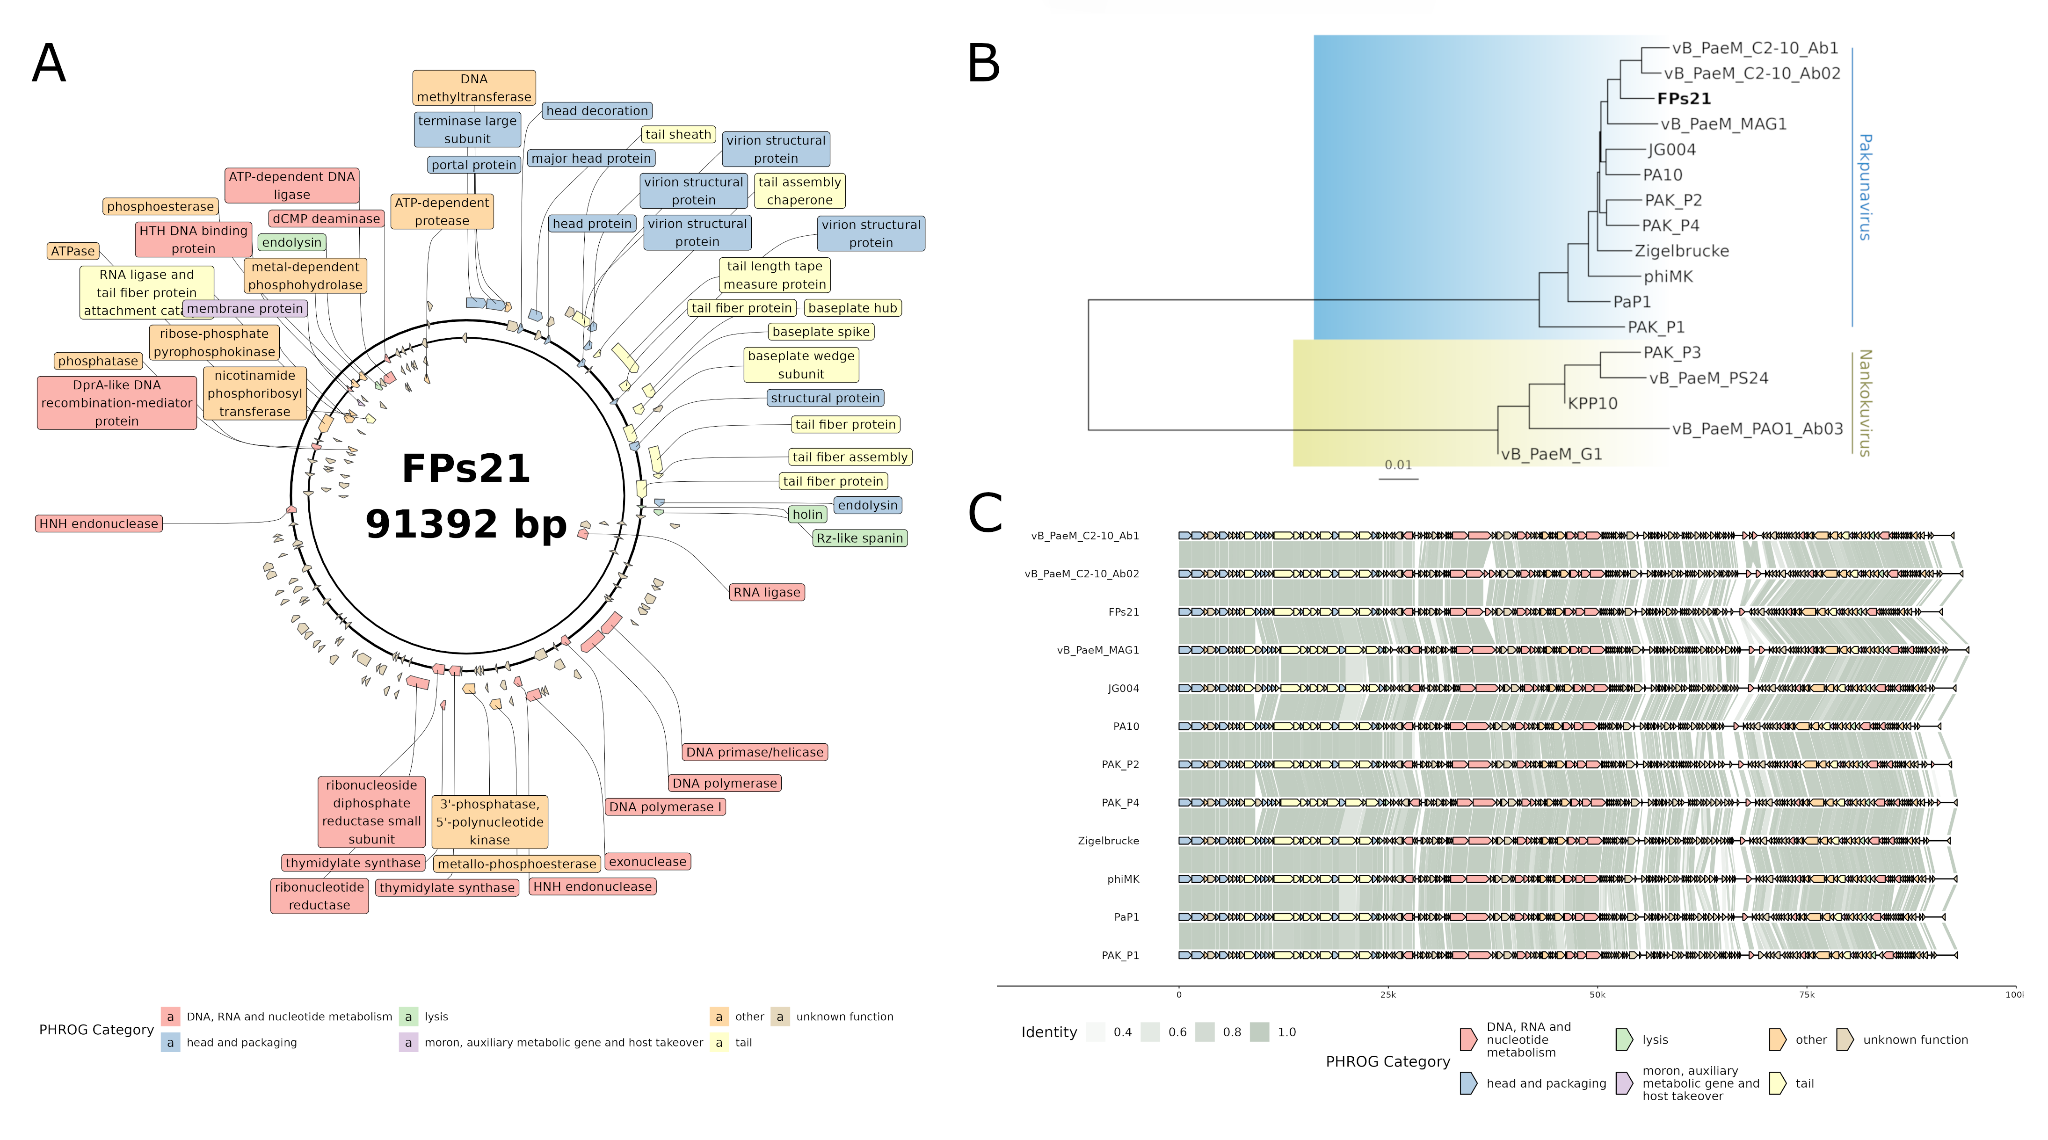 A
DNA
methyltransferase
terminase large
subunit
portal protein
head decoration
tail sheath
major head protein
virion structural
protein
virion structural
protein
tail assembly
chaperone
head protein
virion structural
protein
virion structural
protein
ATP-dependent
protease
ATP-dependent DNA
ligase
phosphoesterase
dCMP deaminase
HTH DNA binding
protein
endolysin
ATPase
metal-dependent
phosphohydrolase
RNA ligase and
tail fiber protein
attachment
membrane protein
ribose-phosphate
pyrophosphokinase
phosphatase
nicotinamide
phosphoribosyl
transferase
DprA-like DNA
recombination-mediator
protein
HNH endonuclease
tail length tape
measure protein
tail fiber protein
baseplate hub
baseplate spike
baseplate wedge
subunit
structural protein
tail fiber protein
tail fiber assembly
tail fiber protein
endolysin
holin
Rz-like spanin
RNA ligase
FPs21
91392 bp
DNA primase/helicase
DNA polymerase
DNA polymerase I
ribonucleoside
diphosphate
reductase small
subunit
3'-phosphatase,
5'-polynucleotide
kinase
thymidylate synthase
metallo-phosphoesterase
exonuclease
ribonucleotide
reductase
thymidylate synthase
HNH endonuclease
PHROG Category
a DNA, RNA and nucleotide metabolism
a head and packaging
a lysis
a moron, auxiliary metabolic gene and host takeover
a other
a tail
a unknown function
B
vB_PaeM_C2-10_Ab1
vB_PaeM_C2-10_Ab02
FPs21
vB_PaeM_MAG1
JG004
PA10
PAK_P2
PAK_P4
Zigelbrucke
phiMK
PaP1
PAK_P1
PAK_P3
vB_PaeM_PS24
KPP10
vB_PaeM_PAO1_Ab03
vB_PaeM_G1
Pakpunavirus
Nankokuvirus
0.01
C
vB_PaeM_C2-10_Ab1
vB_PaeM_C2-10_Ab02
FPs21
vB_PaeM_MAG1
JG004
PA10
PAK_P2
PAK_P4
Zigelbrucke
phiMK
PaP1
PAK_P1
0 25k 50k 75k
Identity 0.4 0.6 0.8 1.0
PHROG Category
DNA, RNA and
nucleotide
metabolism
head and packaging
lysis
moron, auxiliary
metabolic gene and
host takeover
other
tail
unknown function